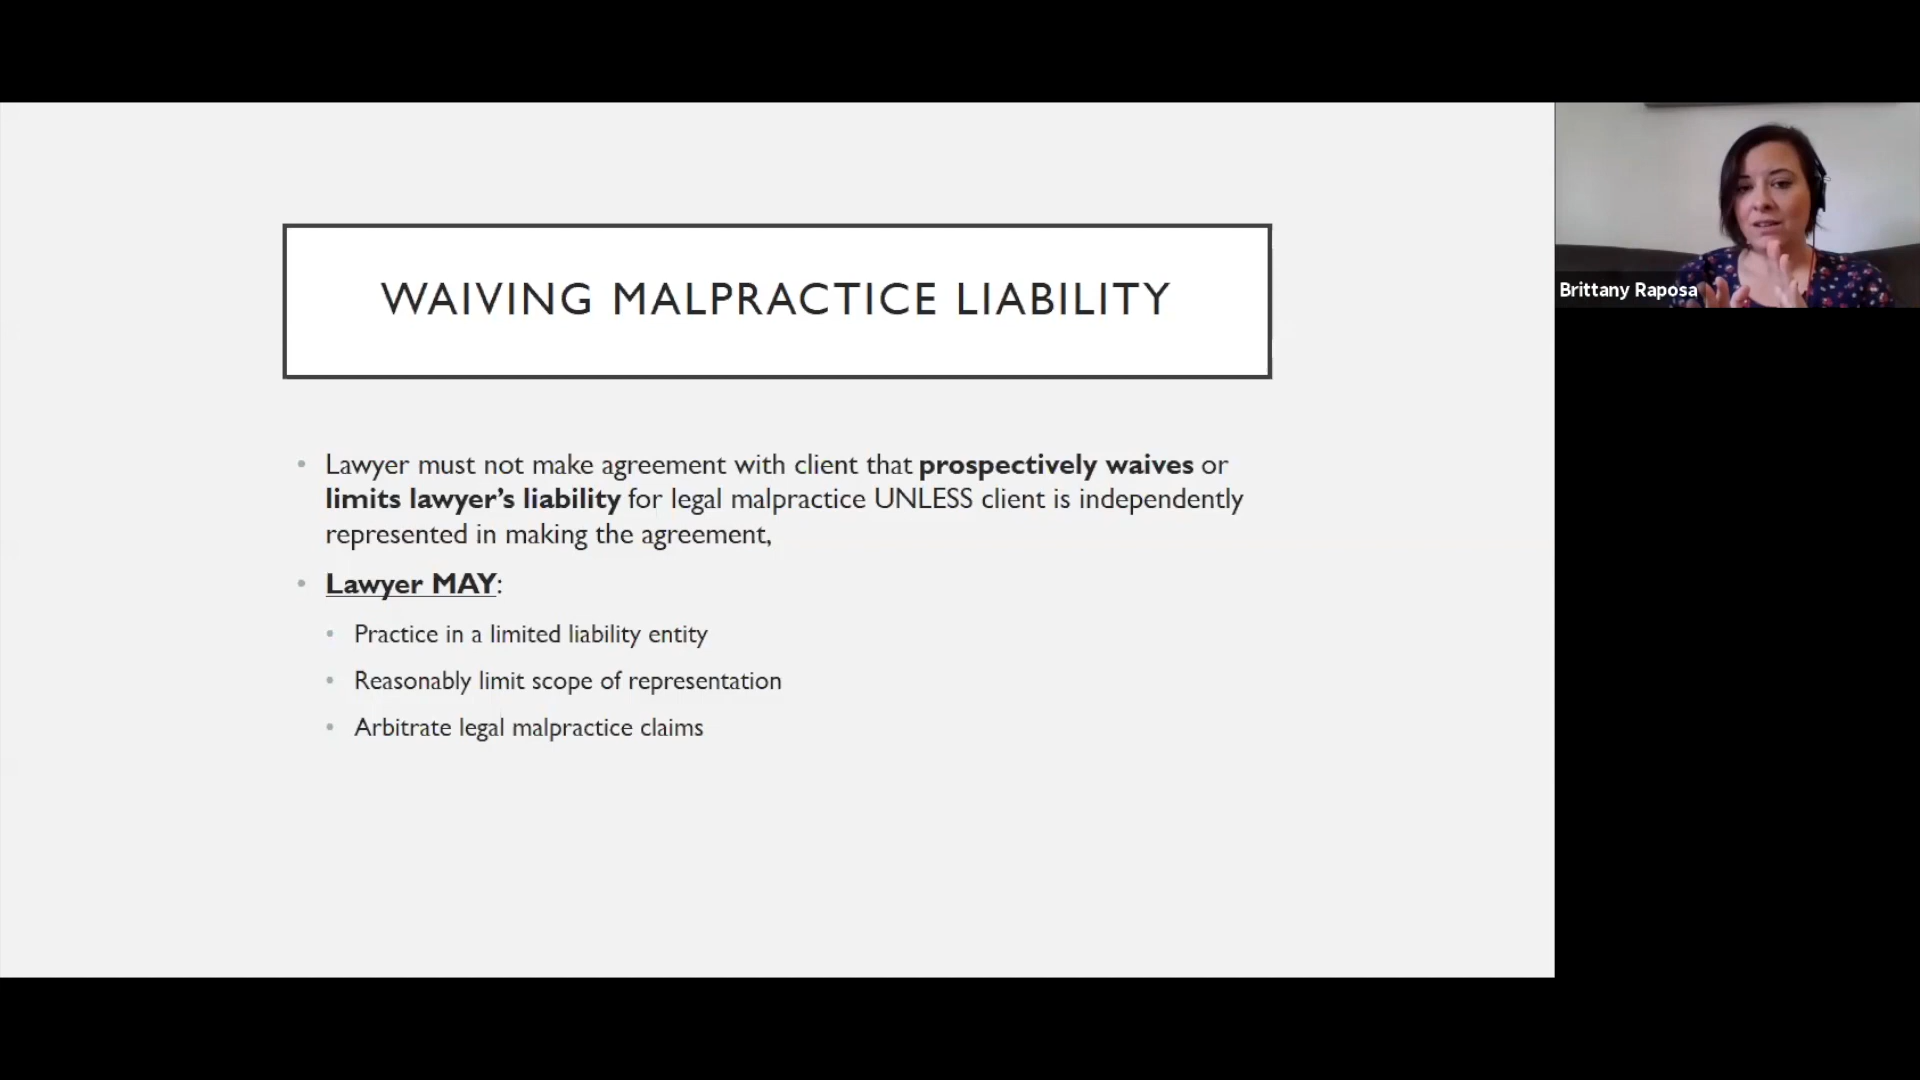 WAIVING MALPRACTICE LIABILITY
• Lawyer must not make agreement with client that prospectively waives or
limits lawyer’s liability for legal malpractice UNLESS client is independently
represented in making the agreement,
• Lawyer MAY:
• Practice in a limited liability entity
• Reasonably limit scope of representation
• Arbitrate legal malpractice claims
Brittany Raposa